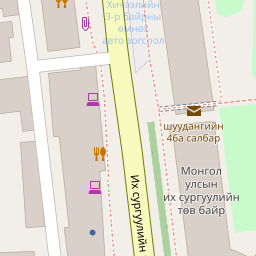 Хичээлийн
3-р байрны
өмнөх
авто зогсоол
шуудангийн
46а салбар
Монгол
улсын
их сургуулийн
төв байр
Их Сургуулийн